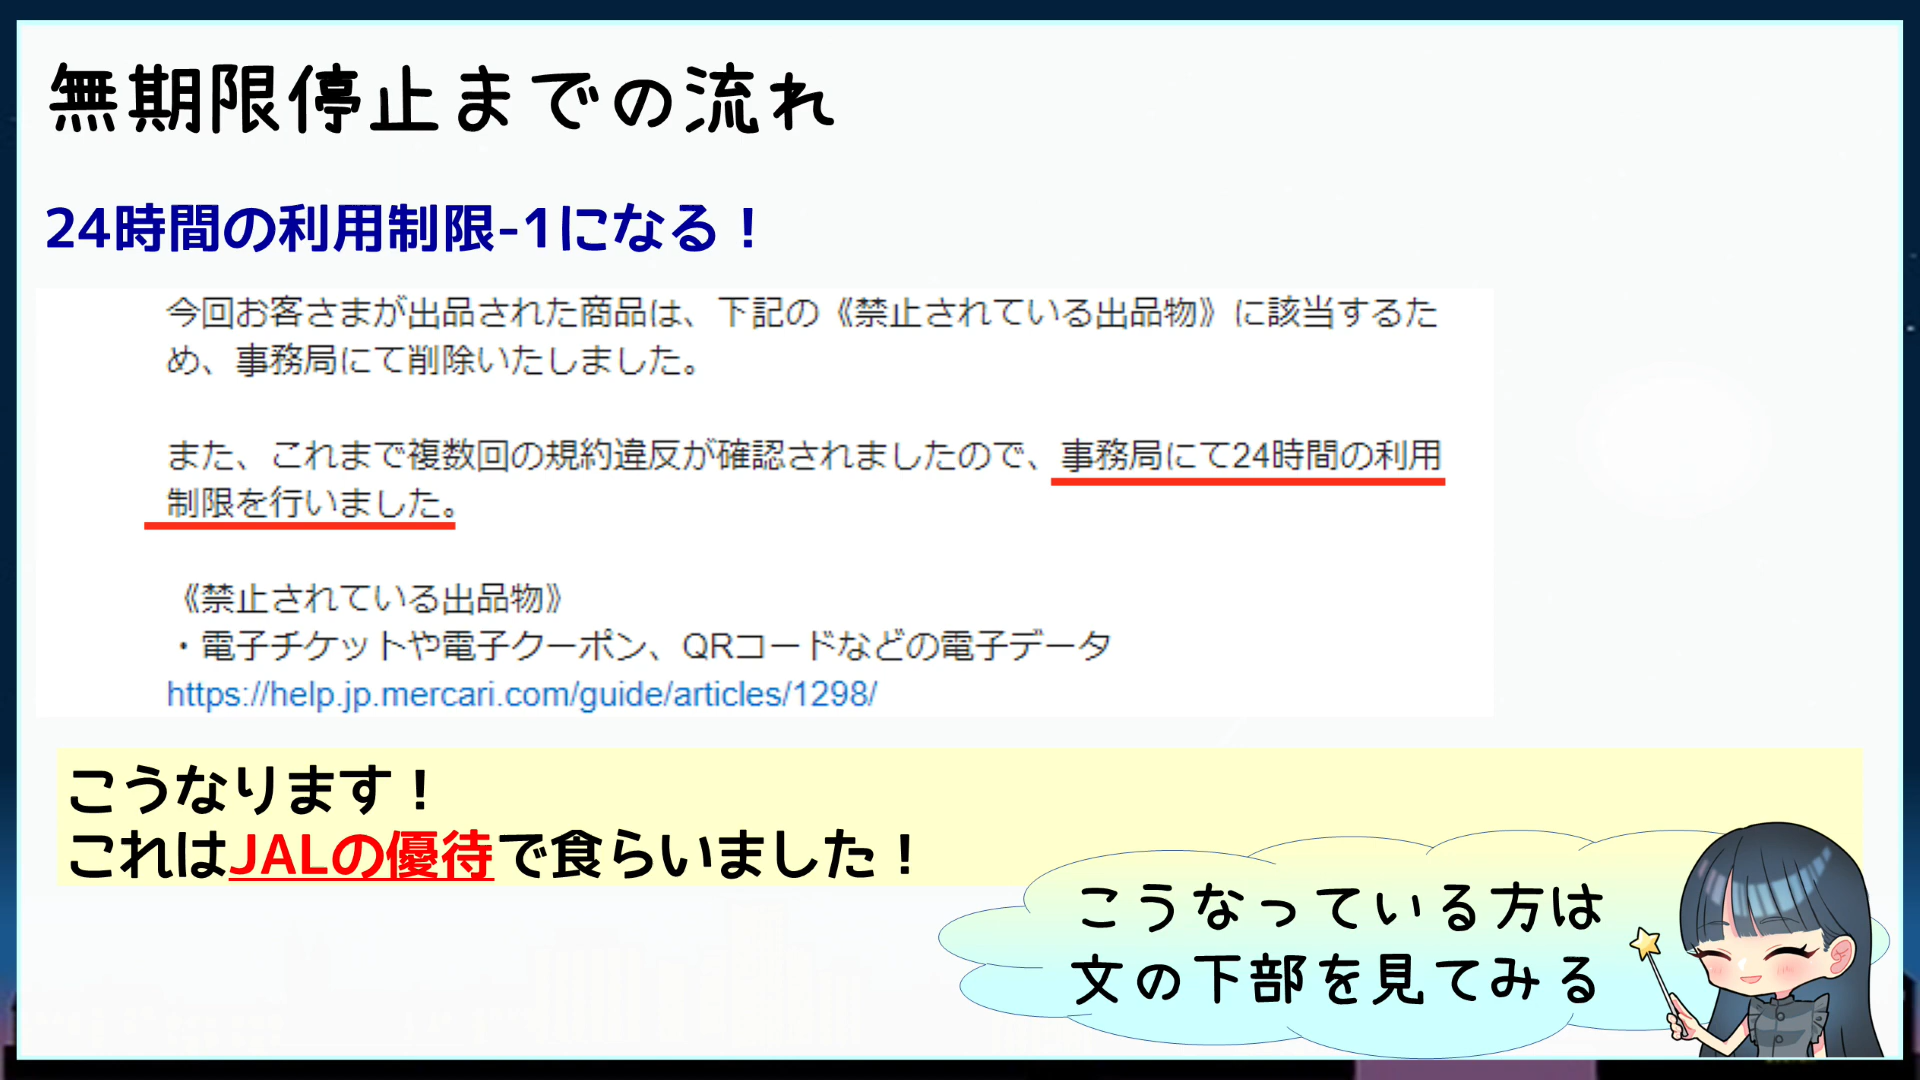 無期限停止までの流れ
24時間の利用制限-1になる！
今回お客さまが出品された商品は、下記の《禁止されている出品物》に該当するた
め、事務局にて削除いたしました。
また、これまで複数回の規約違反が確認されましたので、事務局にて24時間の利用
制限を行いました。
《禁止されている出品物》
・電子チケットや電子クーポン、QRコードなどの電子データ
https://help.jp.mercari.com/guide/articles/1298/
こうなります！
これはJALの優待で食らいました！
こうなっている方は
文の下部を見てみる